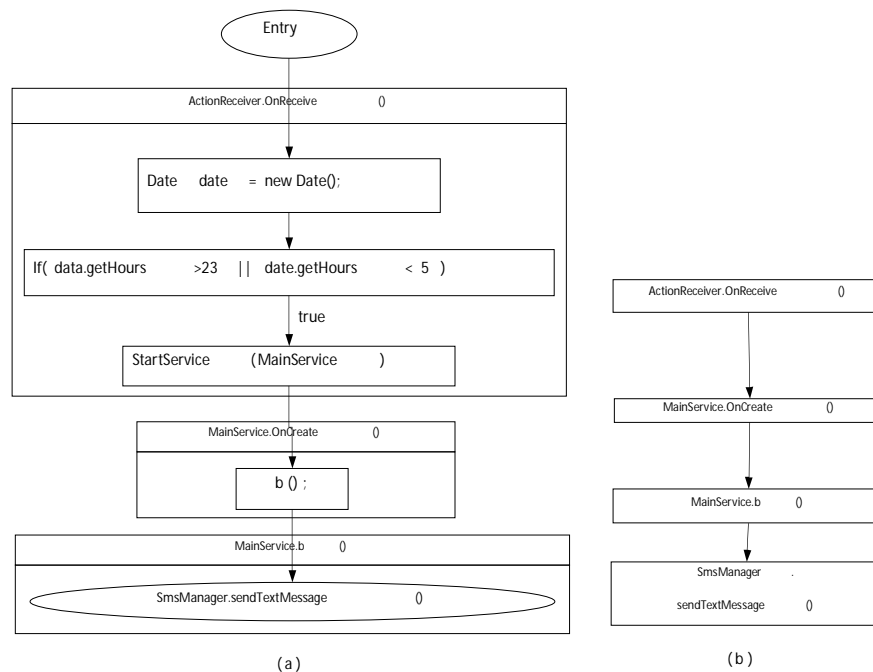 Entry
ActionReceiver.OnReceive ()
Date date = new Date();
If( data.getHours >23 || date.getHours < 5 )
true
StartService (MainService )
MainService.OnCreate ()
b () ;
MainService.b ()
SmsManager.sendTextMessage ()
(a)
ActionReceiver.OnReceive ()
MainService.OnCreate ()
MainService.b ()
SmsManager .
sendTextMessage ()
(b)